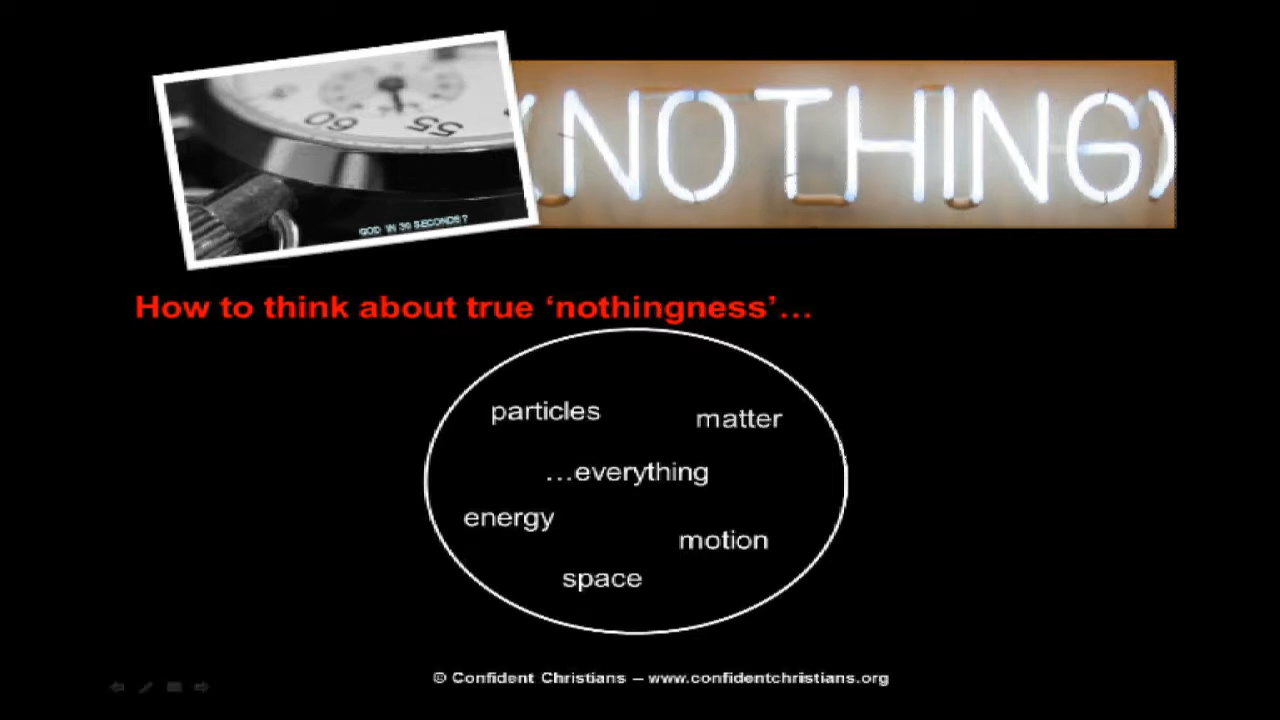 60 55
GOD IN 30 SECONDS?
(NOTHING)
How to think about true ‘nothingness’…
particles
matter
…everything
energy
motion
space
© Confident Christians – www.confidentchristians.org